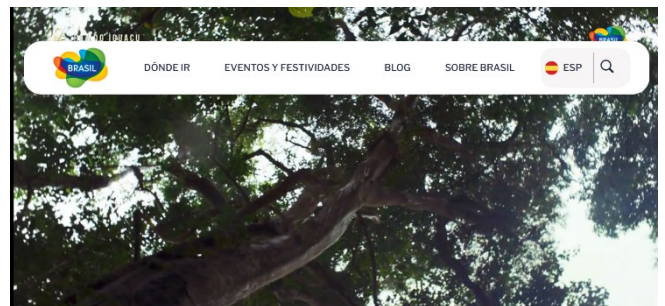 BRASIL
DÓNDE IR
EVENTOS Y FESTIVIDADES
BLOG
SOBRE BRASIL
ESP